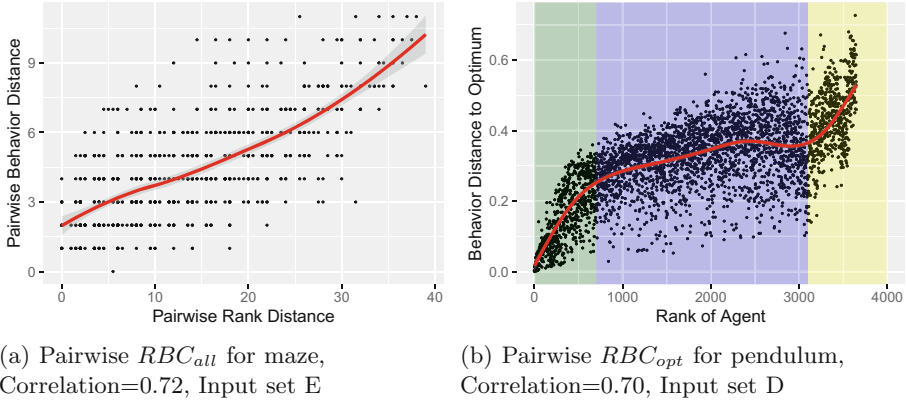 Pairwise Behavior Distance
9
6
3
0
0 10 20 30 40
Pairwise Rank Distance
(a) Pairwise RBC_all for maze,
Correlation=0.72, Input set E
Behavior Distance to Optimum
0.6
0.4
0.2
0.0
0 1000 2000 3000 4000
Rank of Agent
(b) Pairwise RBC_opt for pendulum,
Correlation=0.70, Input set D